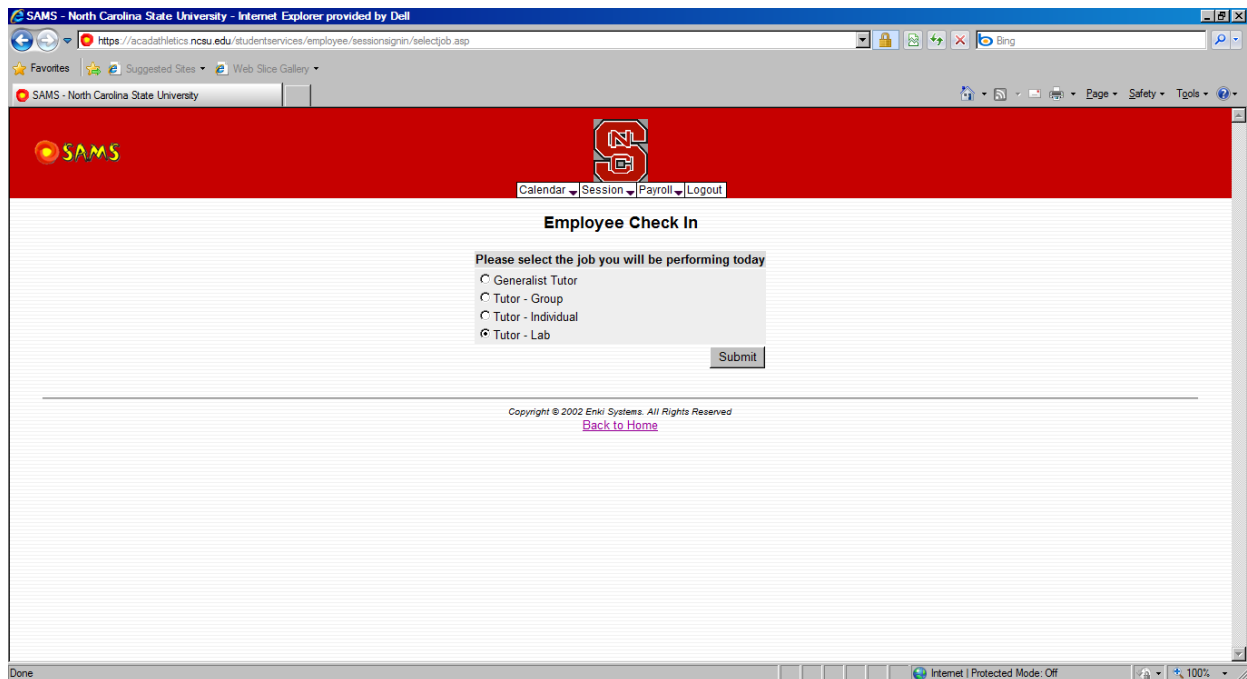 SAMS - North Carolina State University - Internet Explorer provided by Dell
https://acadathletics.ncsu.edu/studentservices/employee/sessionsignin/selectjob.asp
Bing
Favorites Suggested Sites Web Slice Gallery
SAMS - North Carolina State University
Page Safety Tools
SAMS
NCS
Calendar Session Payroll Logout
Employee Check In
Please select the job you will be performing today
Generalist Tutor
Tutor - Group
Tutor - Individual
Tutor - Lab
Submit
Copyright © 2002 Enki Systems. All Rights Reserved
Back to Home
Done Internet | Protected Mode: Off 100%